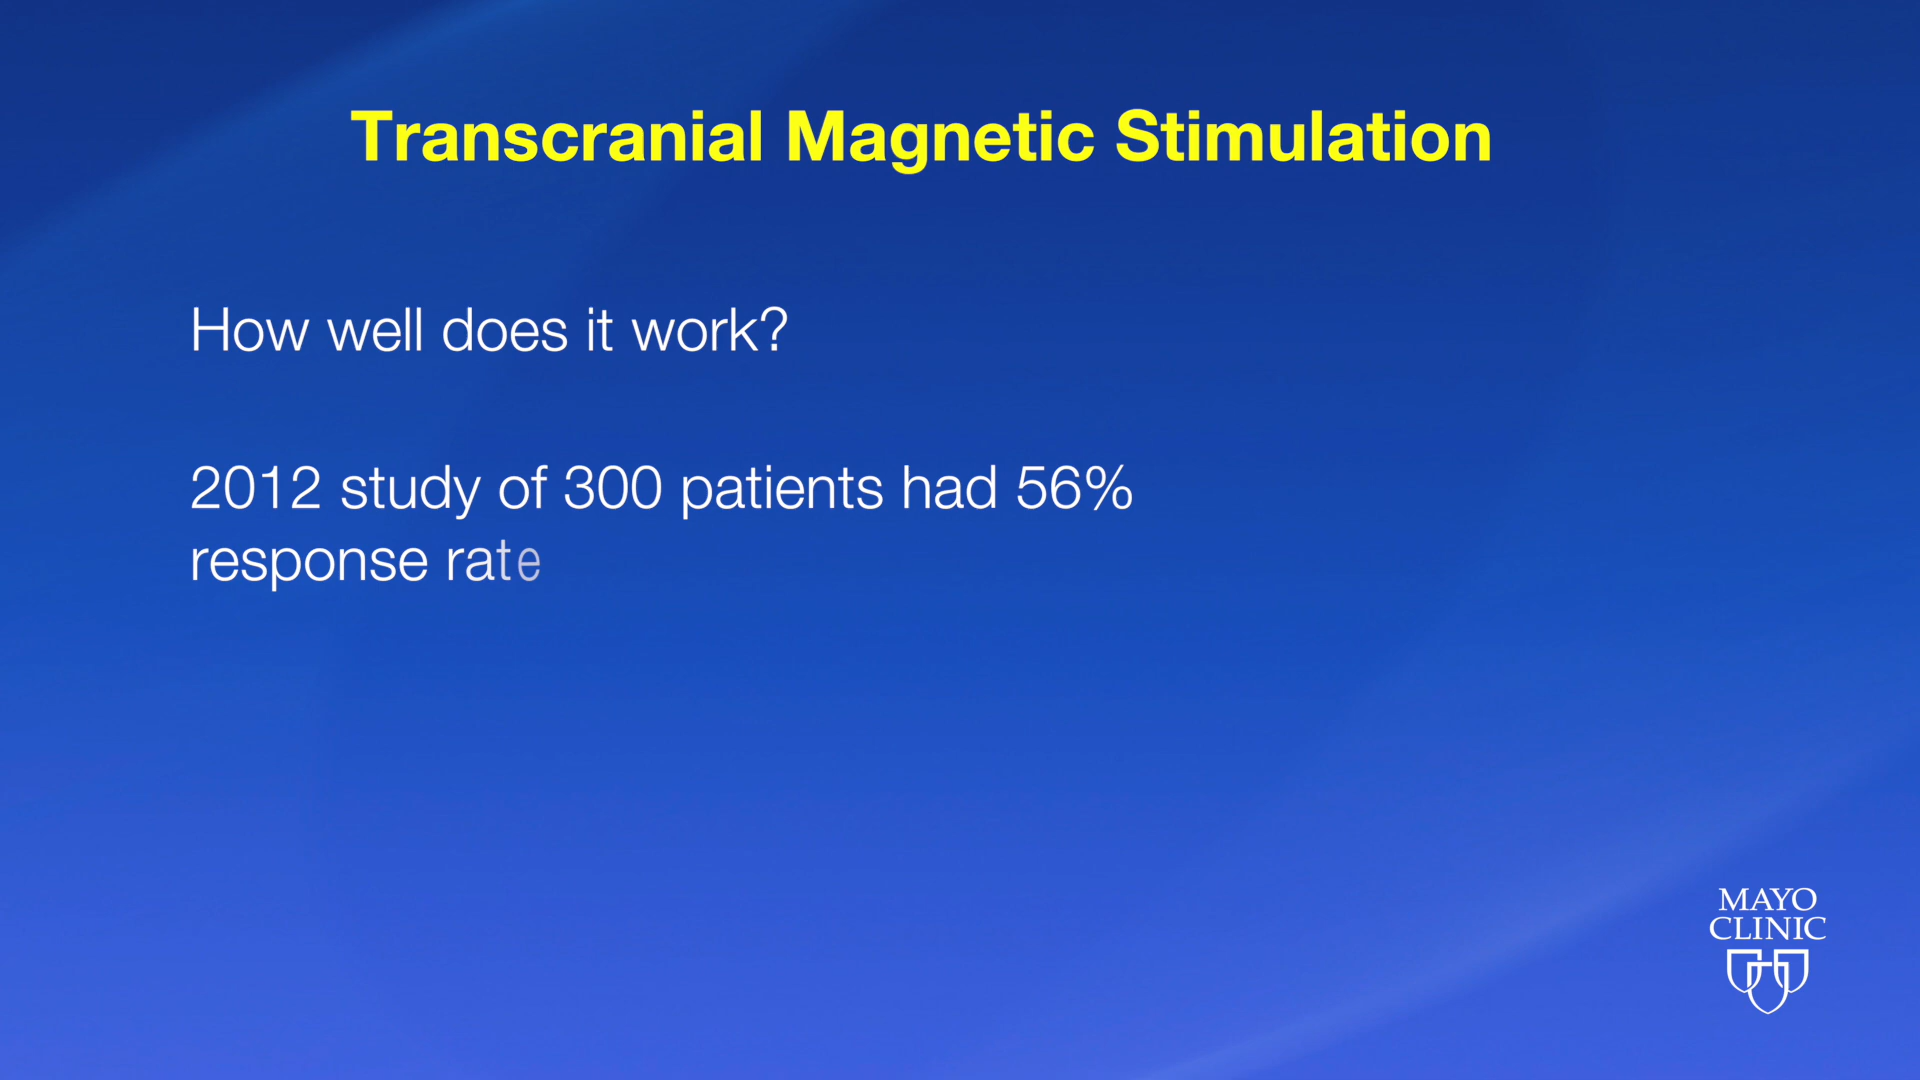 Transcranial Magnetic Stimulation
How well does it work?
2012 study of 300 patients had 56%
response rate
MAYO
CLINIC